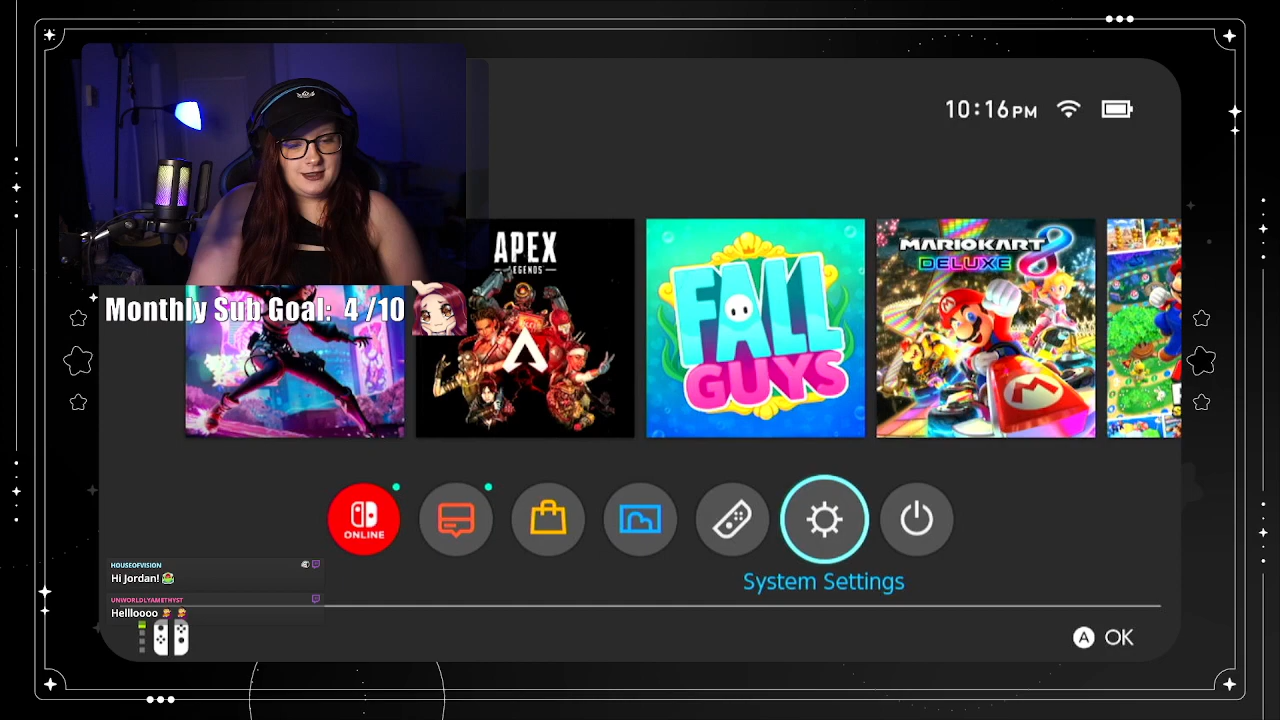 10:16PM
APEX
LEGENDS
FALL
GUYS
MARIOKART 8
DELUXE
M
Monthly Sub Goal: 4 /10
ONLINE
System Settings
HOUSEOFVISION
Hi Jordan!
UNWORLDLYAMETHYST
Hellloooo
A OK